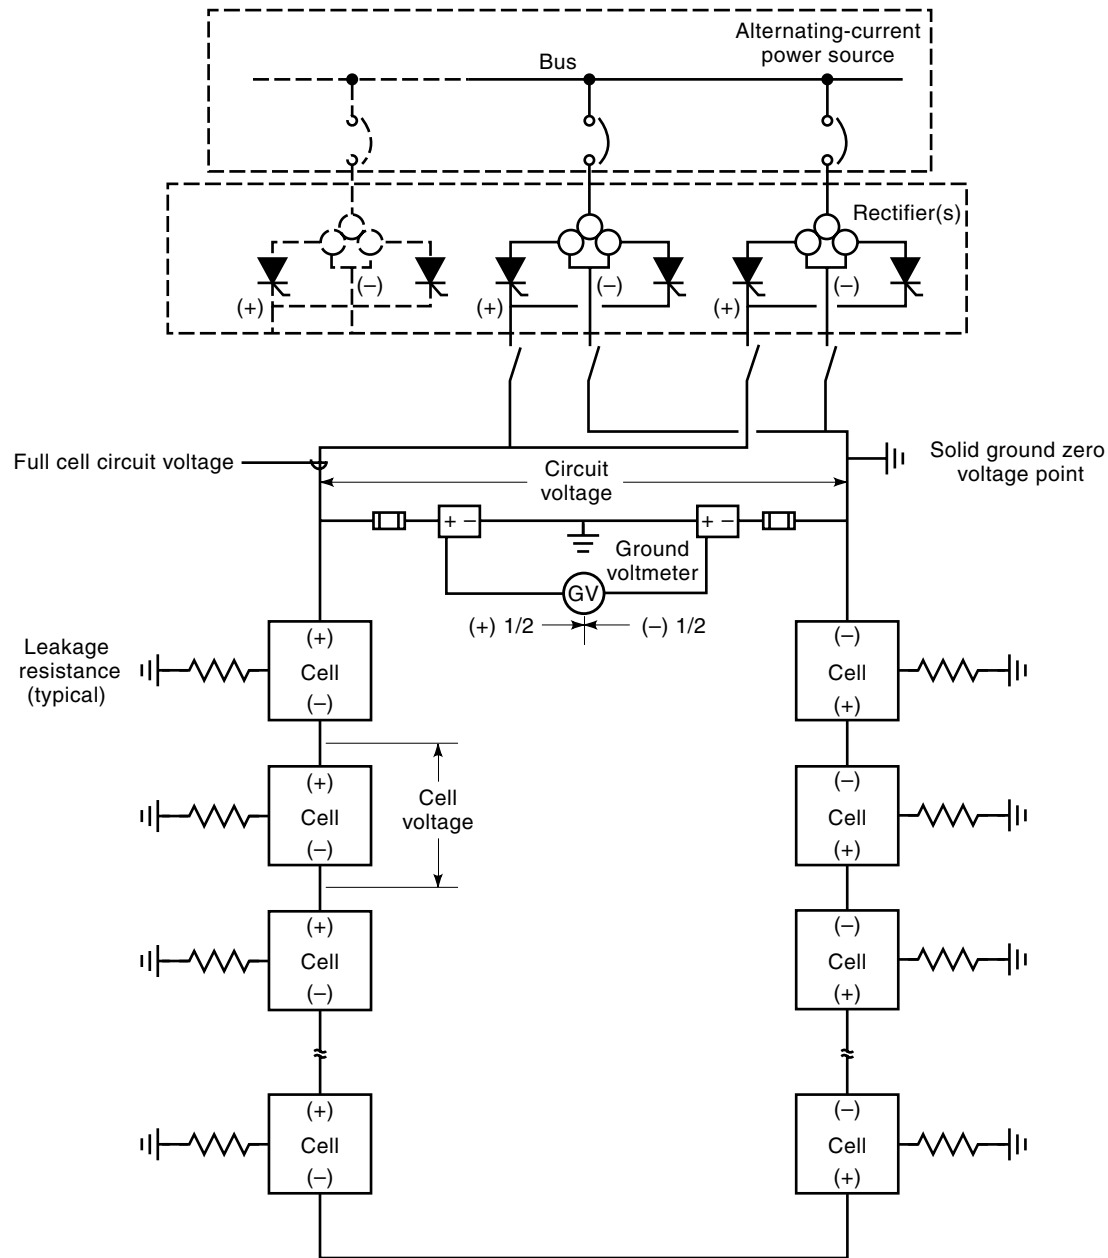 Alternating-current
power source
Bus
Rectifier(s)
(+)
(–)
(+)
(–)
(+)
(–)
Full cell circuit voltage
Solid ground zero
voltage point
Circuit
voltage
+ –
+ –
Ground
voltmeter
GV
(+) 1/2
(–) 1/2
Leakage
resistance
(typical)
(+)
Cell
(–)
(–)
Cell
(+)
(+)
Cell
(–)
Cell
voltage
(–)
Cell
(+)
(+)
Cell
(–)
(–)
Cell
(+)
(+)
Cell
(–)
(–)
Cell
(+)